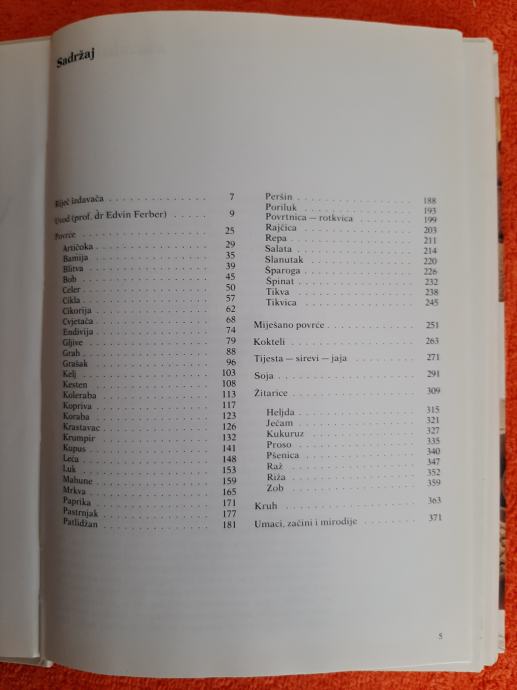 Sadržaj
Riječ izdavača . . . . . . . . . . . . 7
Uvod (prof. dr Edvin Ferber) . . . . . 9
Povrće . . . . . . . . . . . . 25
Artičoka . . . . . . . . . . . . 29
Bamija . . . . . . . . . . . . 35
Blitva . . . . . . . . . . . . 39
Bob . . . . . . . . . . . . 45
Celer . . . . . . . . . . . . 50
Cikla . . . . . . . . . . . . 57
Cikorija . . . . . . . . . . . . 62
Cvjetača . . . . . . . . . . . . 68
Endivija . . . . . . . . . . . . 74
Gljive . . . . . . . . . . . . 79
Grah . . . . . . . . . . . . 88
Grašak . . . . . . . . . . . . 96
Kelj . . . . . . . . . . . . 103
Kesten . . . . . . . . . . . . 108
Koleraba . . . . . . . . . . . . 113
Kopriva . . . . . . . . . . . . 117
Koraba . . . . . . . . . . . . 123
Krastavac . . . . . . . . . . . . 126
Krumpir . . . . . . . . . . . . 132
Kupus . . . . . . . . . . . . 141
Leća . . . . . . . . . . . . 148
Luk . . . . . . . . . . . . 153
Mahune . . . . . . . . . . . . 159
Mrkva . . . . . . . . . . . . 165
Paprika . . . . . . . . . . . . 171
Pastrnjak . . . . . . . . . . . . 177
Patlidžan . . . . . . . . . . . . 181
Peršin . . . . . . . . . . . . 188
Poriluk . . . . . . . . . . . . 193
Povrtnica — rotkvica . . . . . . . 199
Rajčica . . . . . . . . . . . . 203
Repa . . . . . . . . . . . . 211
Salata . . . . . . . . . . . . 214
Slanutak . . . . . . . . . . . . 220
Šparoga . . . . . . . . . . . . 226
Špinat . . . . . . . . . . . . 232
Tikva . . . . . . . . . . . . 238
Tikvica . . . . . . . . . . . . 245
Miješano povrće . . . . . . . . . . 251
Kokteli . . . . . . . . . . . . 263
Tijesta — sirevi — jaja . . . . . . . 271
Soja . . . . . . . . . . . . 291
Žitarice . . . . . . . . . . . . 309
Heljda . . . . . . . . . . . . 315
Ječam . . . . . . . . . . . . 321
Kukuruz . . . . . . . . . . . . 327
Proso . . . . . . . . . . . . 335
Pšenica . . . . . . . . . . . . 340
Raž . . . . . . . . . . . . 347
Riža . . . . . . . . . . . . 352
Zob . . . . . . . . . . . . 359
Kruh . . . . . . . . . . . . 363
Umaci, začini i mirodije . . . . . . . 371
5